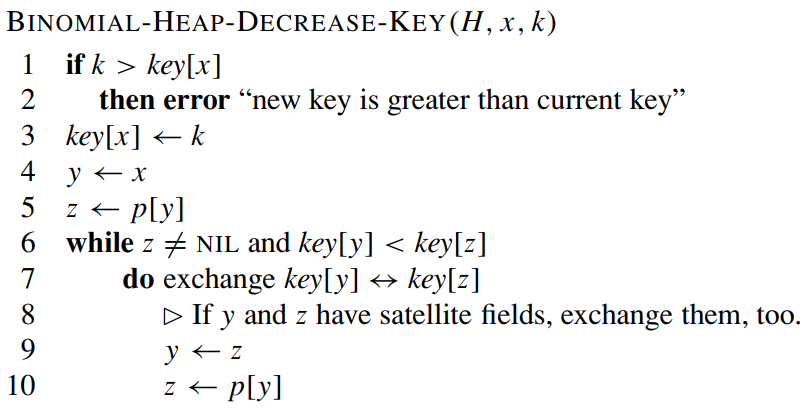 BINOMIAL-HEAP-DECREASE-KEY(H, x, k)
1 if k > key[x]
2 then error “new key is greater than current key”
3 key[x] ← k
4 y ← x
5 z ← p[y]
6 while z ≠ NIL and key[y] < key[z]
7 do exchange key[y] ↔ key[z]
8 ▷ If y and z have satellite fields, exchange them, too.
9 y ← z
10 z ← p[y]